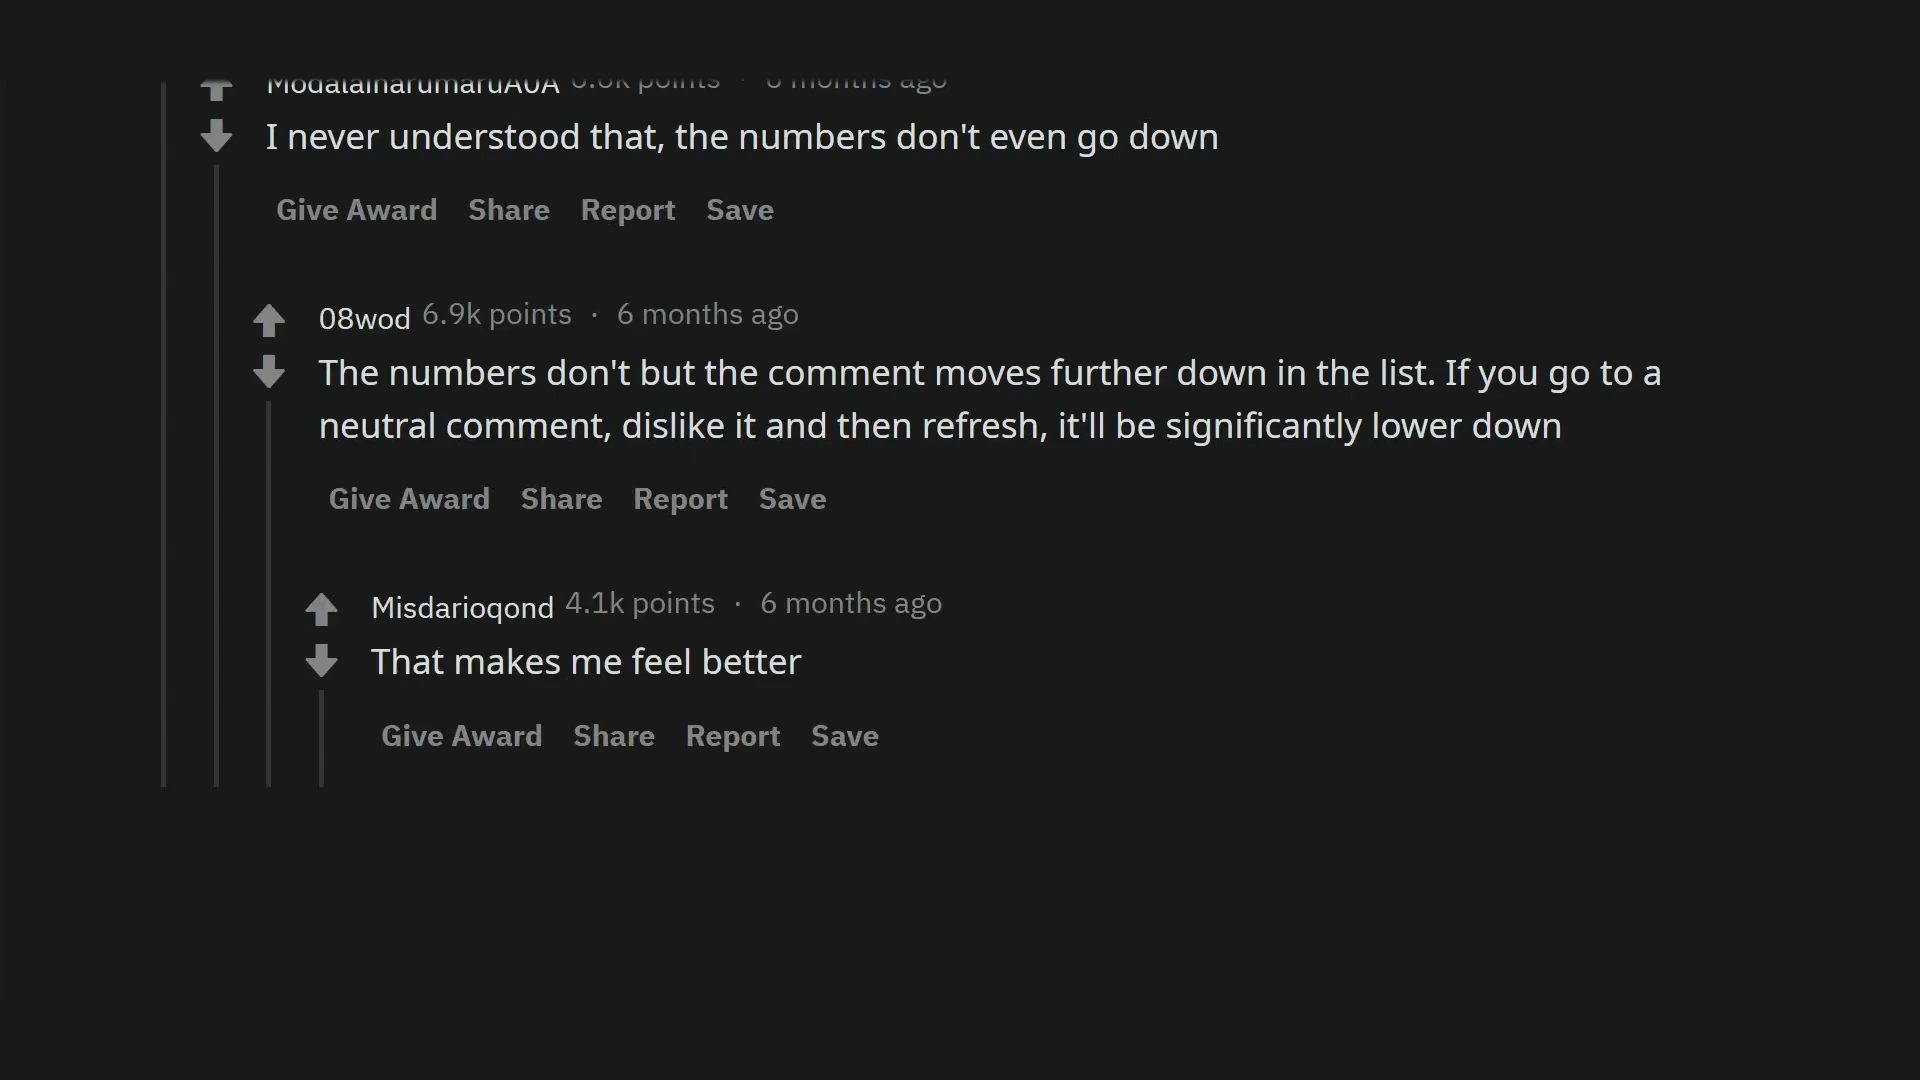 I never understood that, the numbers don't even go down
Give Award Share Report Save
08wod 6.9k points · 6 months ago
The numbers don't but the comment moves further down in the list. If you go to a
neutral comment, dislike it and then refresh, it'll be significantly lower down
Give Award Share Report Save
Misdarioqond 4.1k points · 6 months ago
That makes me feel better
Give Award Share Report Save